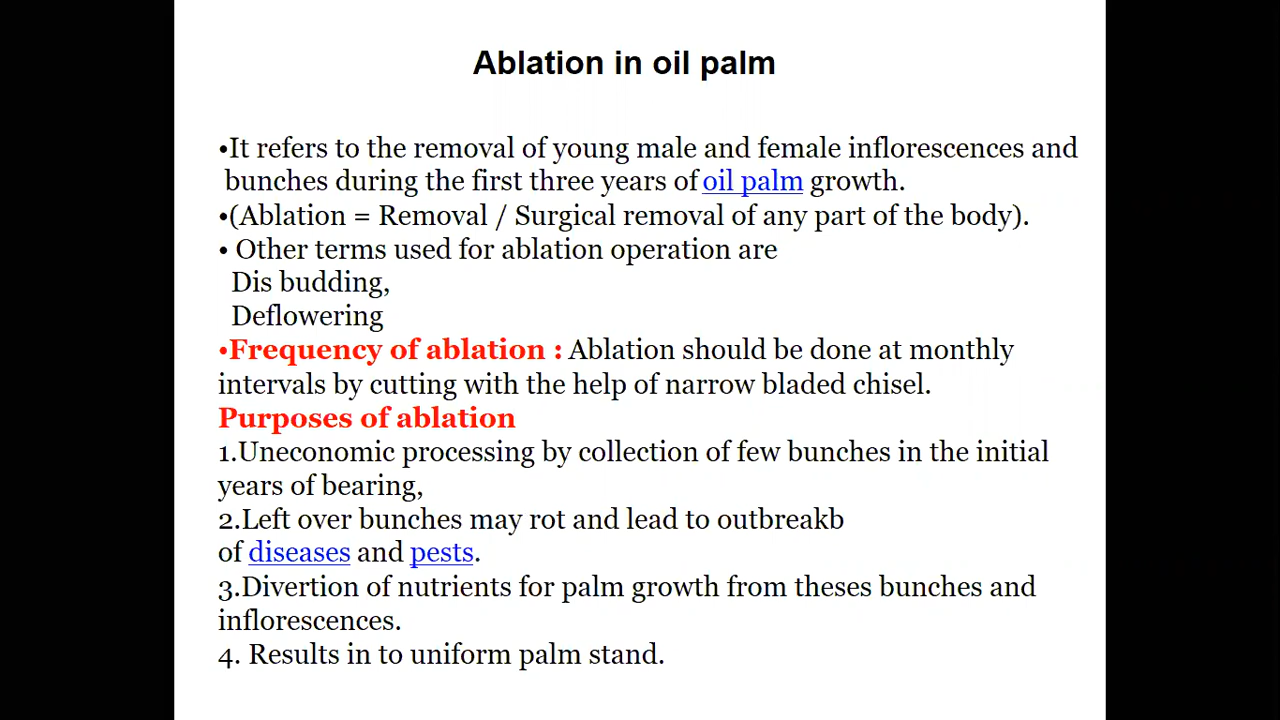 Ablation in oil palm
•It refers to the removal of young male and female inflorescences and
bunches during the first three years of oil palm growth.
•(Ablation = Removal / Surgical removal of any part of the body).
• Other terms used for ablation operation are
Dis budding,
Deflowering
•Frequency of ablation : Ablation should be done at monthly
intervals by cutting with the help of narrow bladed chisel.
Purposes of ablation
1.Uneconomic processing by collection of few bunches in the initial
years of bearing,
2.Left over bunches may rot and lead to outbreakb
of diseases and pests.
3.Divertion of nutrients for palm growth from theses bunches and
inflorescences.
4. Results in to uniform palm stand.